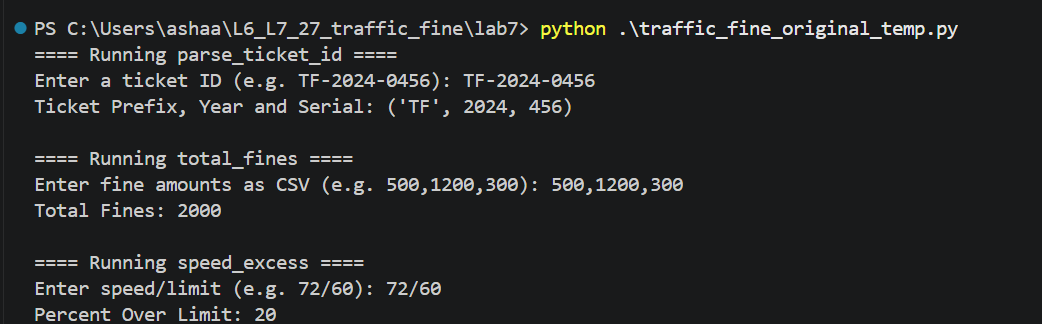 PS C:\Users\ashaa\L6_L7_27_traffic_fine\lab7> python .\traffic_fine_original_temp.py
==== Running parse_ticket_id ====
Enter a ticket ID (e.g. TF-2024-0456): TF-2024-0456
Ticket Prefix, Year and Serial: ('TF', 2024, 456)
==== Running total_fines ====
Enter fine amounts as CSV (e.g. 500,1200,300): 500,1200,300
Total Fines: 2000
==== Running speed_excess ====
Enter speed/limit (e.g. 72/60): 72/60
Percent Over Limit: 20